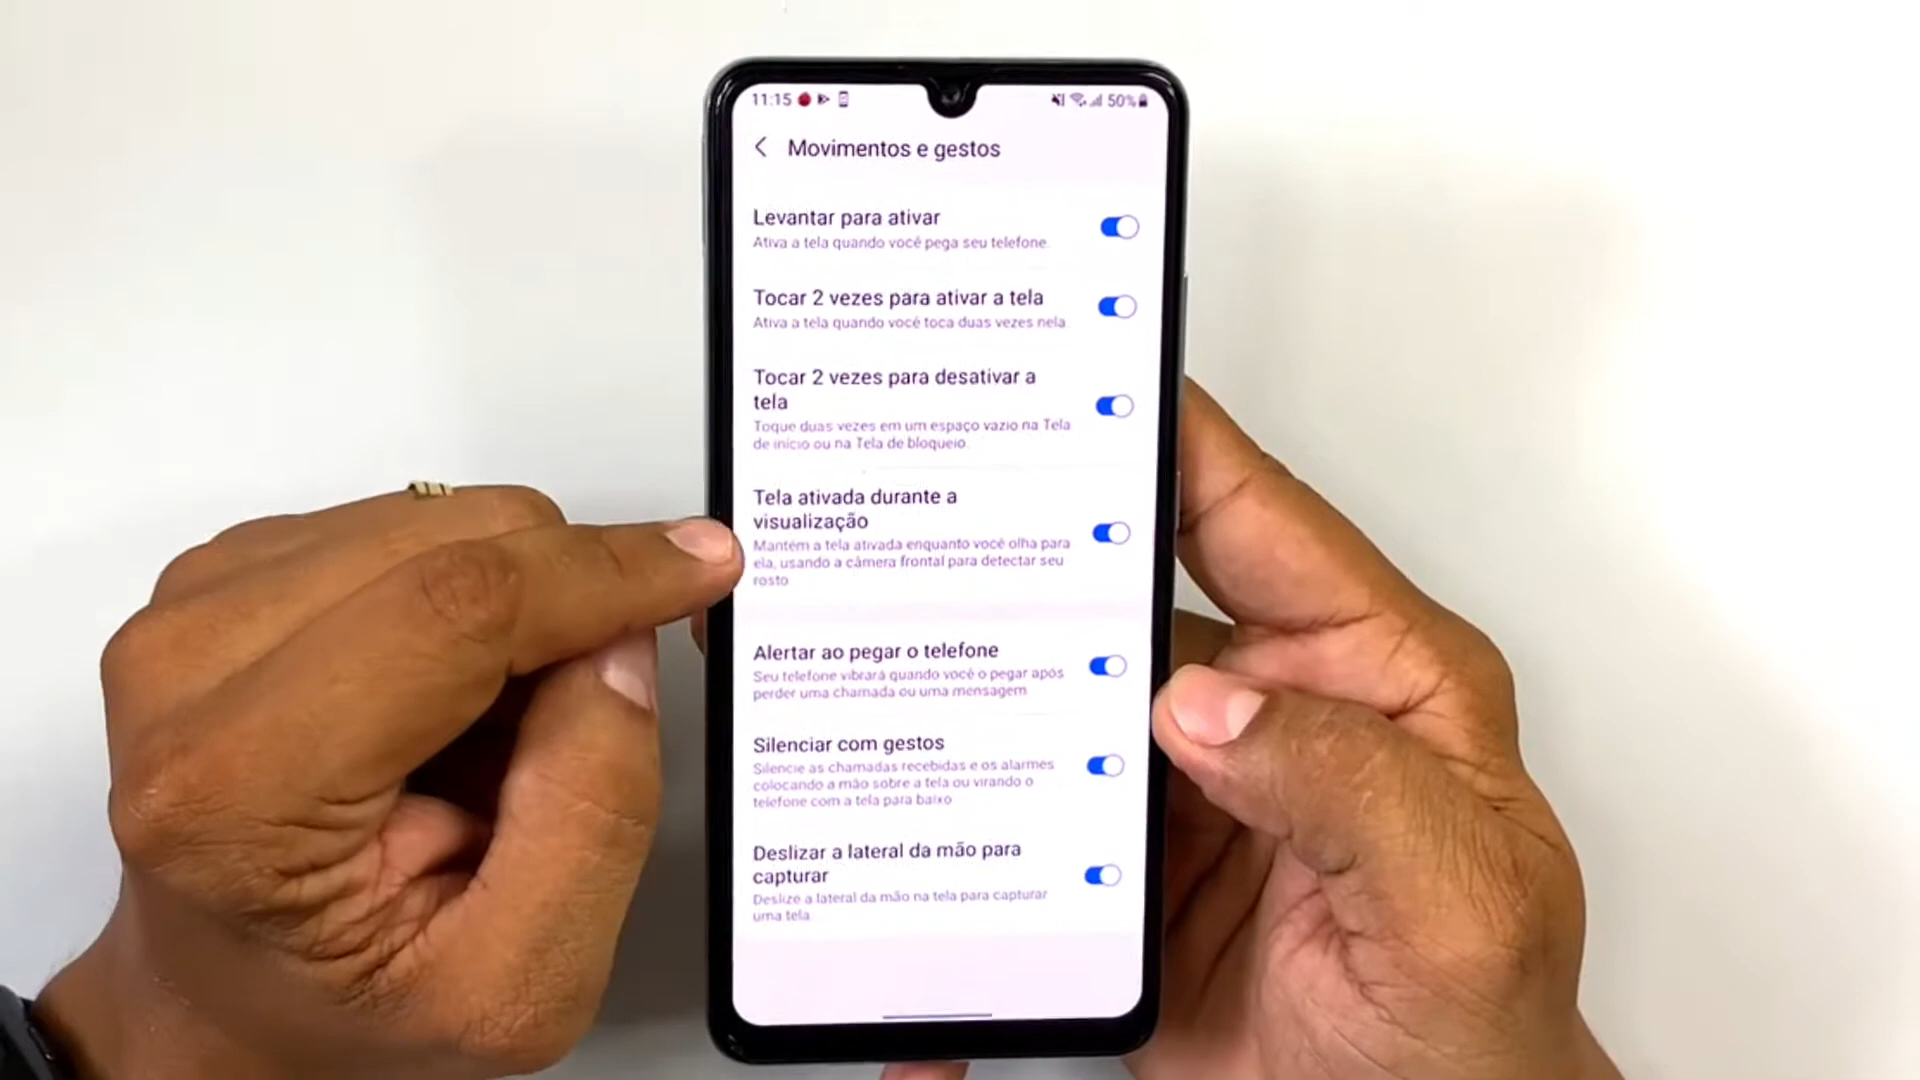 11:15
50%
Movimentos e gestos
Levantar para ativar
Ativa a tela quando você pega seu telefone.
Tocar 2 vezes para ativar a tela
Ativa a tela quando você toca duas vezes nela.
Tocar 2 vezes para desativar a
tela
Toque duas vezes em um espaço vazio na Tela
de início ou na Tela de bloqueio.
Tela ativada durante a
visualização
Mantém a tela ativada enquanto você olha para
ela, usando a câmera frontal para detectar seu
rosto
Alertar ao pegar o telefone
Seu telefone vibrará quando você o pegar após
perder uma chamada ou uma mensagem
Silenciar com gestos
Silencie as chamadas recebidas e os alarmes
colocando a mão sobre a tela ou virando o
telefone com a tela para baixo
Deslizar a lateral da mão para
capturar
Deslize a lateral da mão na tela para capturar
uma tela